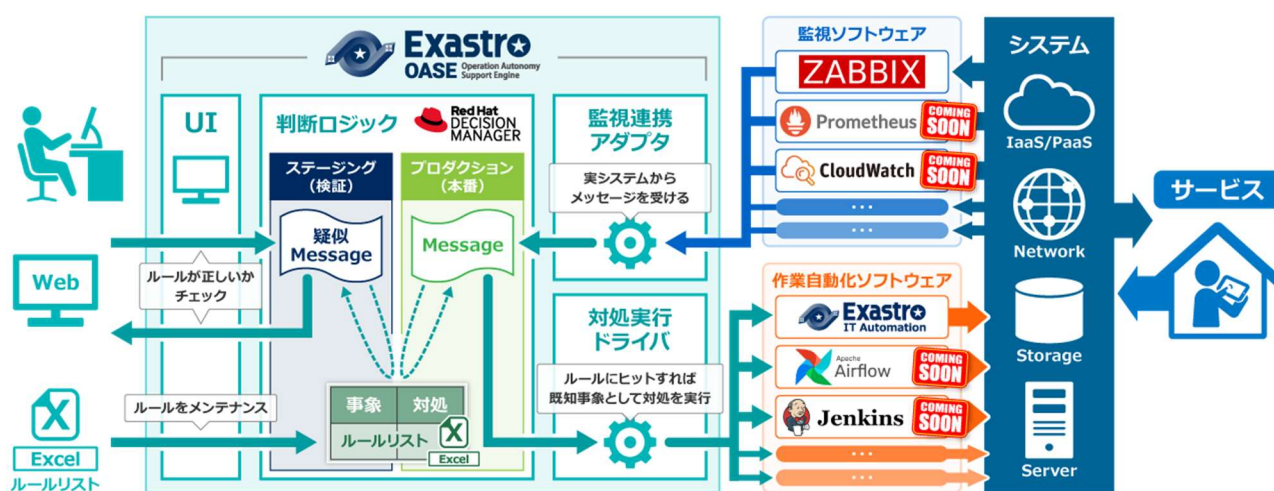 Exastro
OASE
Operation Autonomy
Support Engine
UI
判断ロジック
Red Hat
DECISION
MANAGER
ステージング
(検証)
プロダクション
(本番)
疑似
Message
Message
監視連携
アダプタ
実システムから
メッセージを受ける
対処実行
ドライバ
ルールにヒットすれば
既知事象として対処を実行
Web
ルールが正しいか
チェック
ルールをメンテナンス
X
Excel
ルールリスト
事象
対処
ルールリスト
X
Excel
監視ソフトウェア
ZABBIX
Prometheus
COMING
SOON
CloudWatch
COMING
SOON
...
...
作業自動化ソフトウェア
Exastro
IT Automation
Apache
Airflow
COMING
SOON
Jenkins
COMING
SOON
...
...
システム
IaaS/PaaS
Network
Storage
Server
サービス